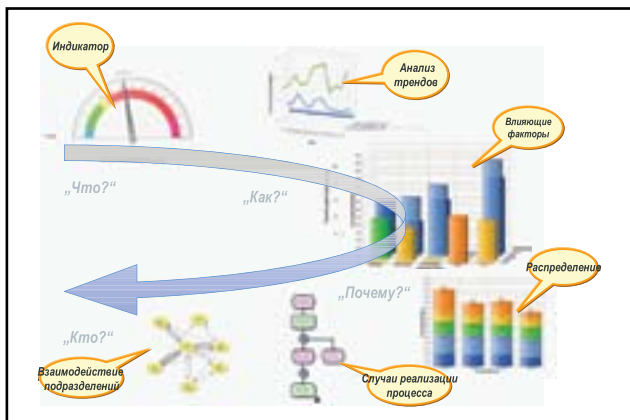 Индикатор
Анализ
трендов
Влияющие
факторы
„Что?“
„Как?“
Распределение
„Почему?“
„Кто?“
Взаимодействие
подразделений
Случаи реализации
процесса